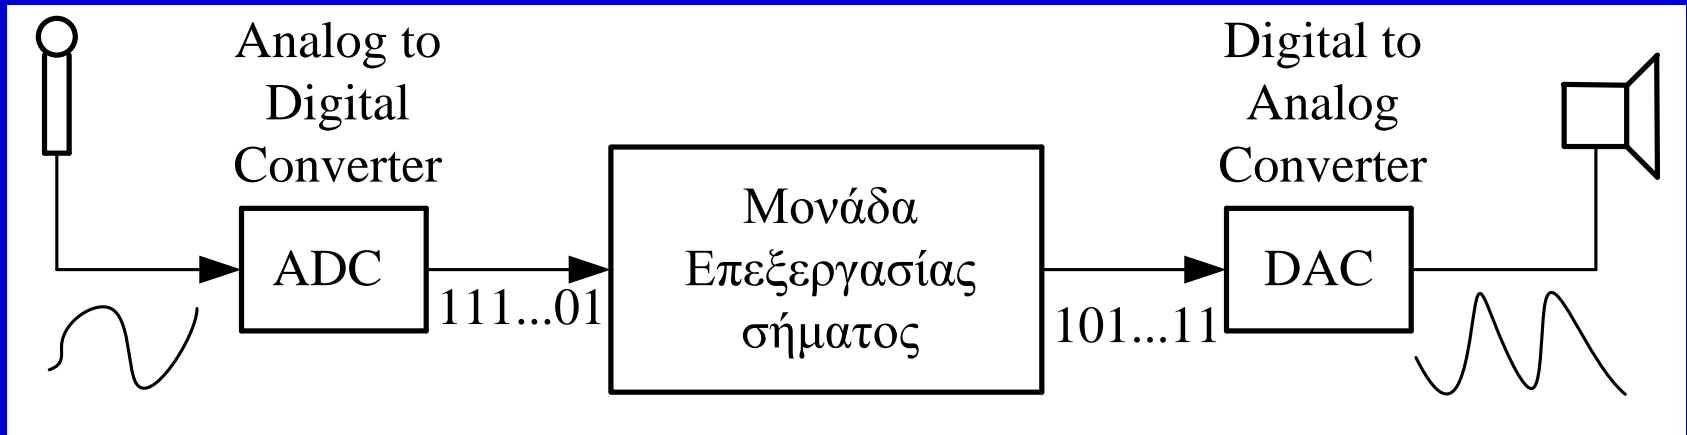 Analog to
Digital
Converter
ADC
111...01
Μονάδα
Επεξεργασίας
σήματος
101...11
Digital to
Analog
Converter
DAC